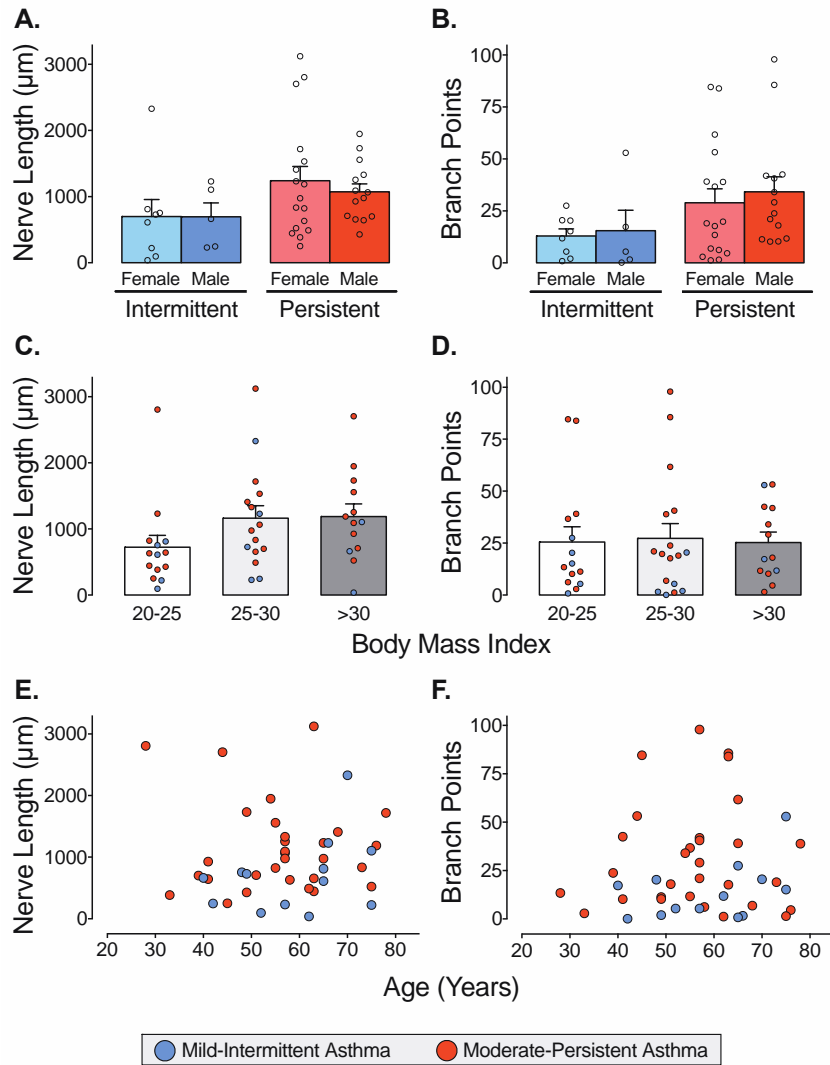 A.
B.
Nerve Length (µm)
3000
2000
1000
0
Female Male Female Male
Intermittent Persistent
Branch Points
100
75
50
25
0
Female Male Female Male
Intermittent Persistent
C.
D.
Nerve Length (µm)
3000
2000
1000
0
20-25 25-30 >30
Branch Points
100
75
50
25
0
20-25 25-30 >30
Body Mass Index
E.
F.
Nerve Length (µm)
3000
2000
1000
0
20 30 40 50 60 70 80
Branch Points
100
75
50
25
0
20 30 40 50 60 70 80
Age (Years)
Mild-Intermittent Asthma Moderate-Persistent Asthma